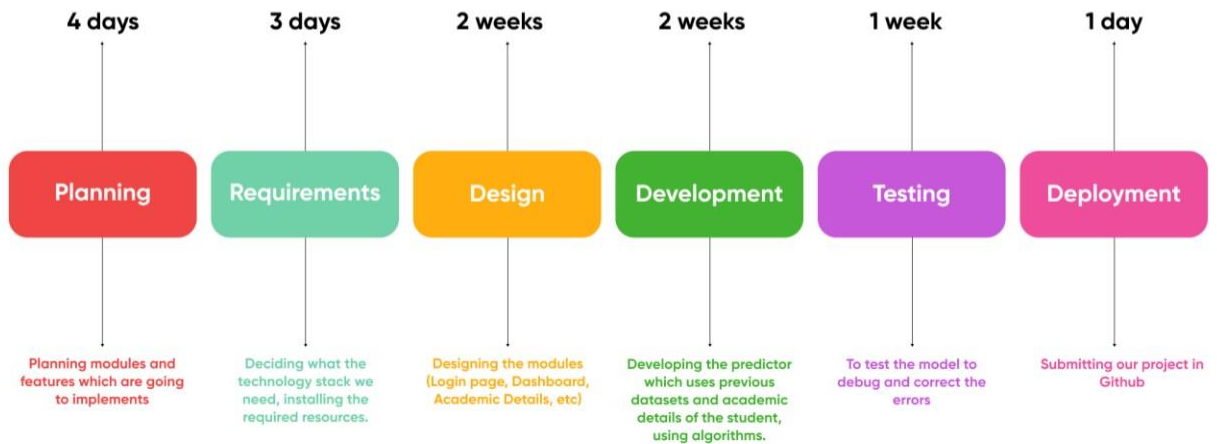 4 days
3 days
2 weeks
2 weeks
1 week
1 day
Planning
Requirements
Design
Development
Testing
Deployment
Planning modules and
features which are going
to implements
Deciding what the
technology stack we
need, installing the
required resources.
Designing the modules
(Login page, Dashboard,
Academic Details, etc)
Developing the predictor
which uses previous
datasets and academic
details of the student,
using algorithms.
To test the model to
debug and correct the
errors
Submitting our project in
Github